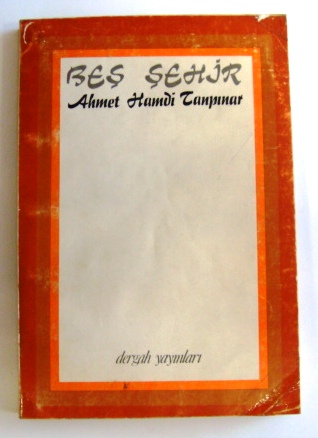 BEŞ ŞEHİR
Ahmet Hamdi Tanpınar
dergah yayınları